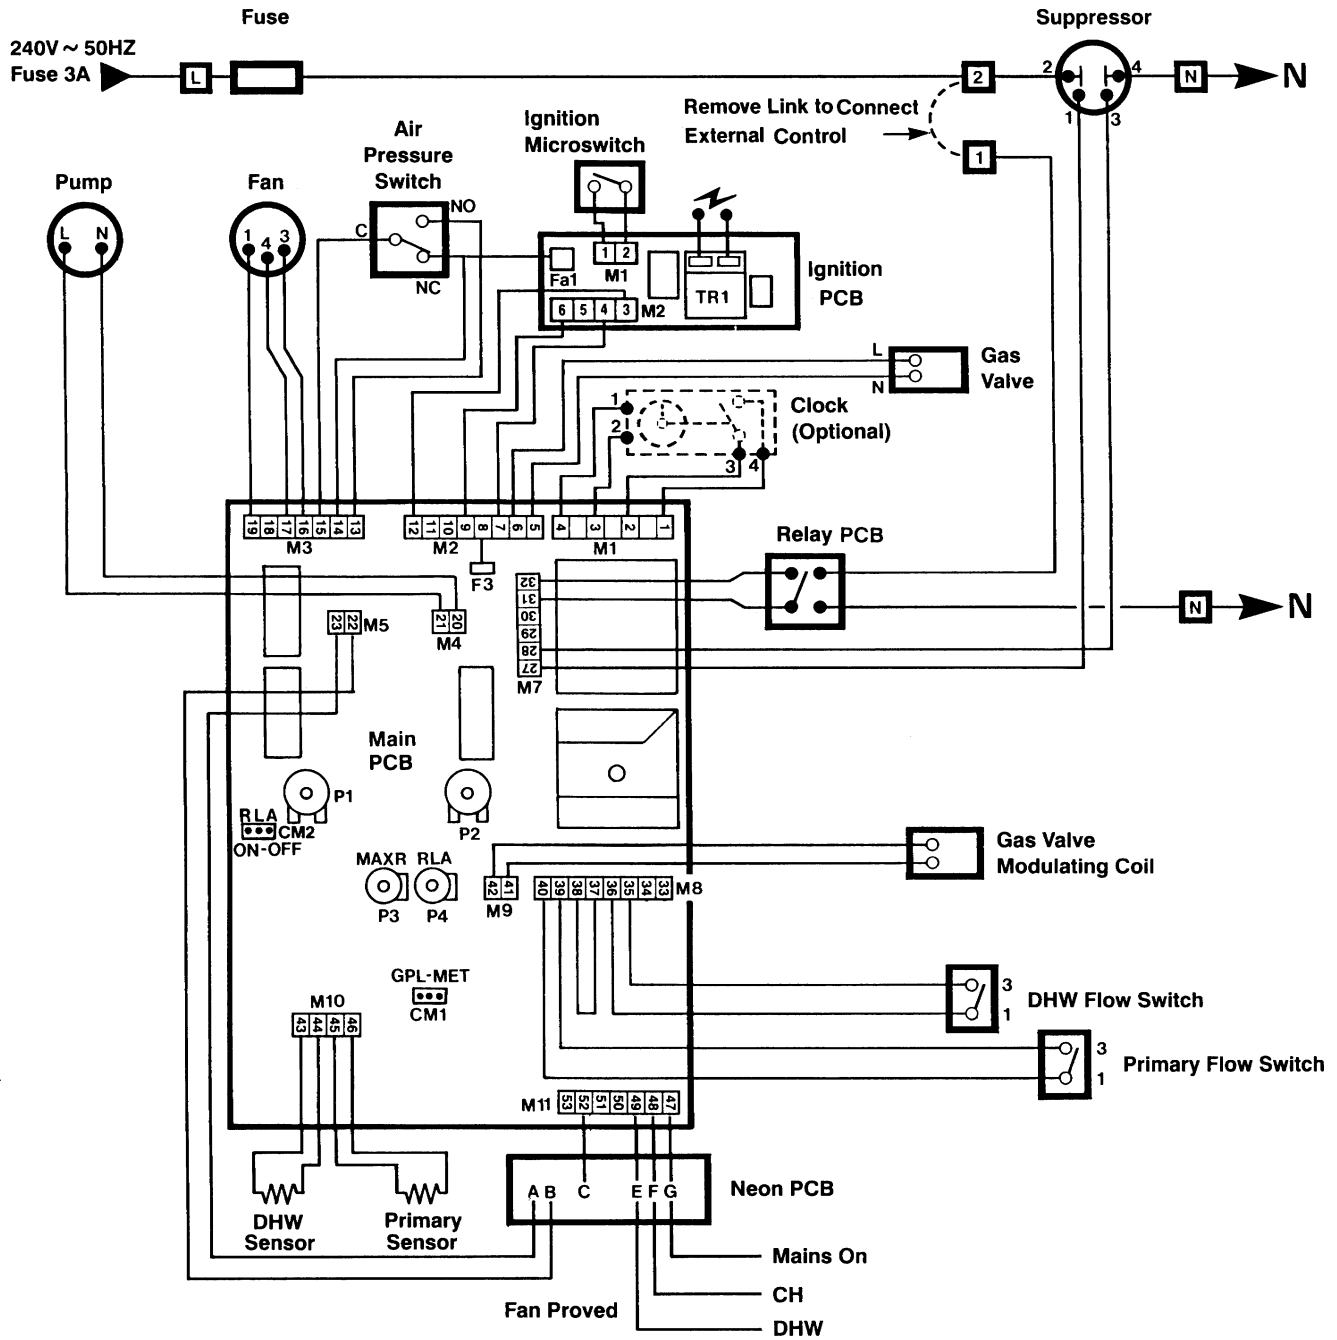 Fuse
Suppressor
240V ~ 50HZ
Fuse 3A
L
2
2
4
N
N
1
3
Remove Link to Connect
External Control
1
Ignition
Microswitch
Air
Pressure
Switch
Pump
Fan
L
N
1
4
3
C
NO
NC
1
2
M1
Fa1
TR1
6
5
4
3
M2
Ignition
PCB
L
N
Gas
Valve
1
2
3
4
Clock
(Optional)
19
18
17
16
15
14
13
M3
12
11
10
9
8
7
6
5
M2
4
3
2
1
M1
F3
Relay PCB
32
31
30
29
28
27
M7
N
N
23
22
M5
21
20
M4
Main
PCB
P1
P2
RLA
CM2
ON-OFF
MAXR
RLA
P3
P4
42
41
M9
40
39
38
37
36
35
34
33
M8
Gas Valve
Modulating Coil
GPL-MET
CM1
M10
43
44
45
46
3
1
DHW Flow Switch
3
1
Primary Flow Switch
M11
53
52
51
50
49
48
47
A
B
C
E
F
G
Neon PCB
DHW
Sensor
Primary
Sensor
Mains On
CH
Fan Proved
DHW